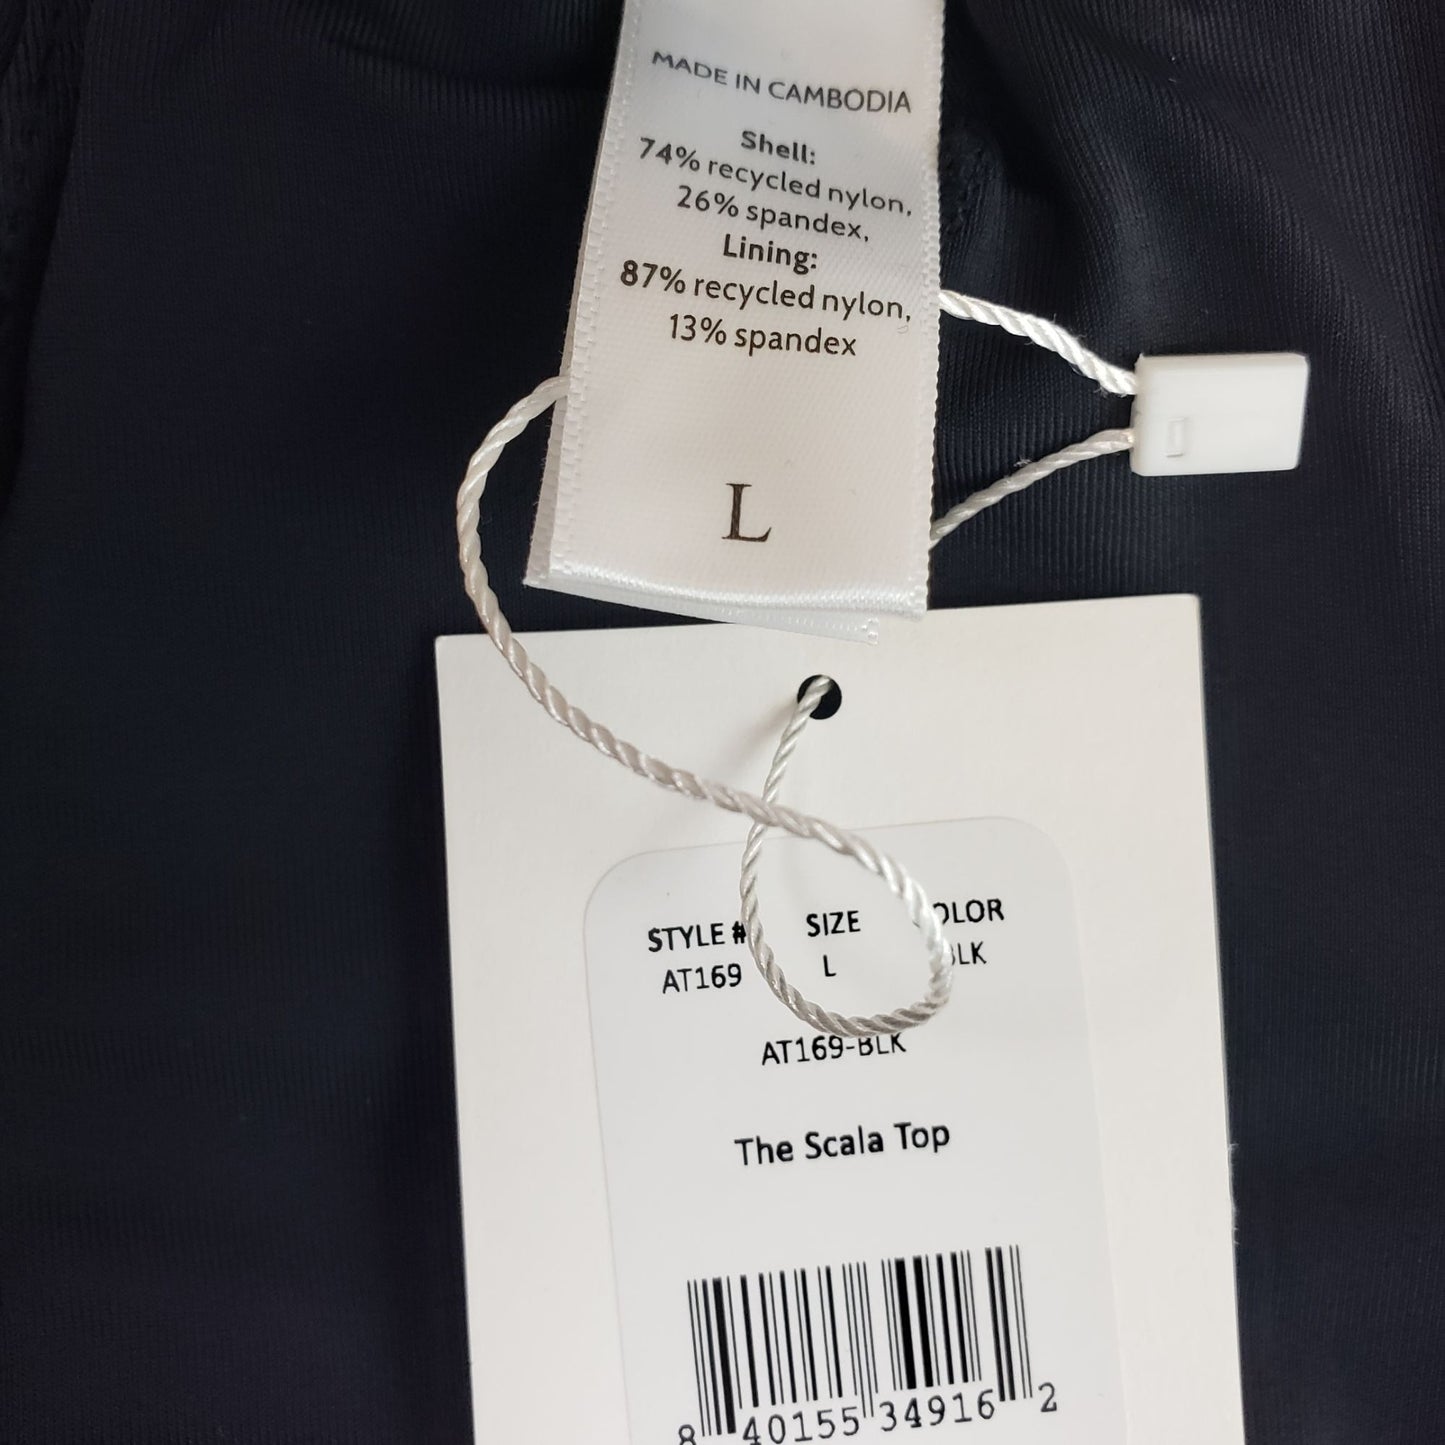 MADE IN CAMBODIA
Shell:
74% recycled nylon,
26% spandex,
Lining:
87% recycled nylon,
13% spandex
L
STYLE # SIZE COLOR
AT169 L BLK
AT169-BLK
The Scala Top
8 40155 34916 2